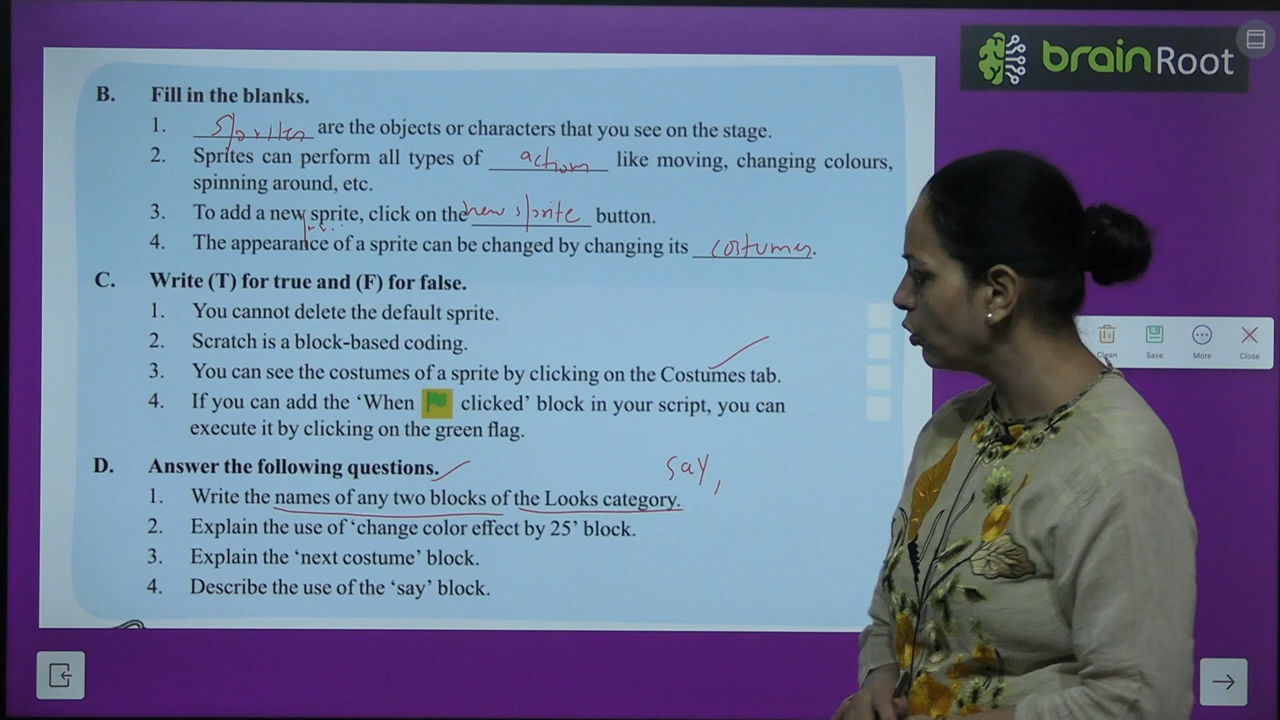 brainRoot
B. Fill in the blanks.
1. sprites are the objects or characters that you see on the stage.
2. Sprites can perform all types of action like moving, changing colours,
spinning around, etc.
3. To add a new sprite, click on the new sprite button.
4. The appearance of a sprite can be changed by changing its costumes.
C. Write (T) for true and (F) for false.
1. You cannot delete the default sprite.
2. Scratch is a block-based coding.
3. You can see the costumes of a sprite by clicking on the Costumes tab.
4. If you can add the ‘When clicked’ block in your script, you can
execute it by clicking on the green flag.
D. Answer the following questions.
say,
1. Write the names of any two blocks of the Looks category.
2. Explain the use of ‘change color effect by 25’ block.
3. Explain the ‘next costume’ block.
4. Describe the use of the ‘say’ block.
Clean Save More Close